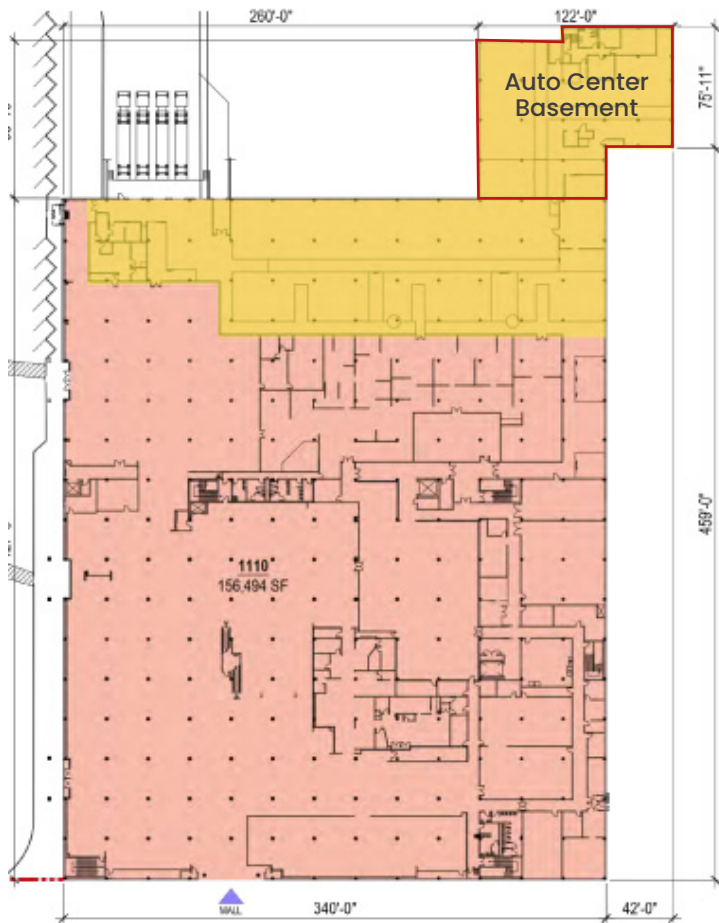 260'-0"
122'-0"
Auto Center
Basement
75'-11"
459'-0"
1110
156,494 SF
MALL
340'-0"
42'-0"